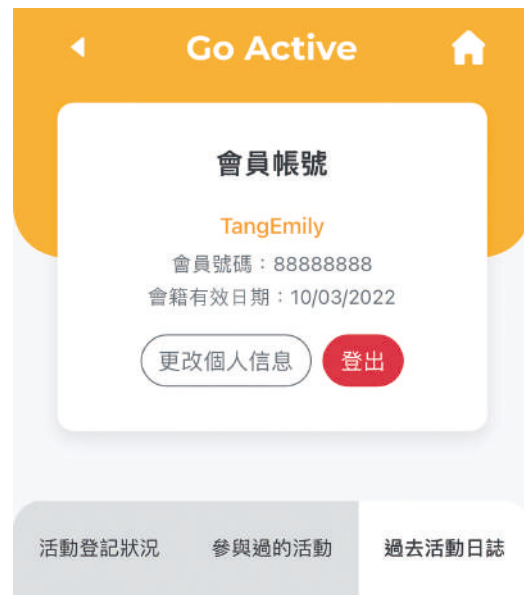 Go Active
會員帳號
TangEmily
會員號碼：88888888
會籍有效日期：10/03/2022
更改個人信息 登出
活動登記狀況 參與過的活動 過去活動日誌